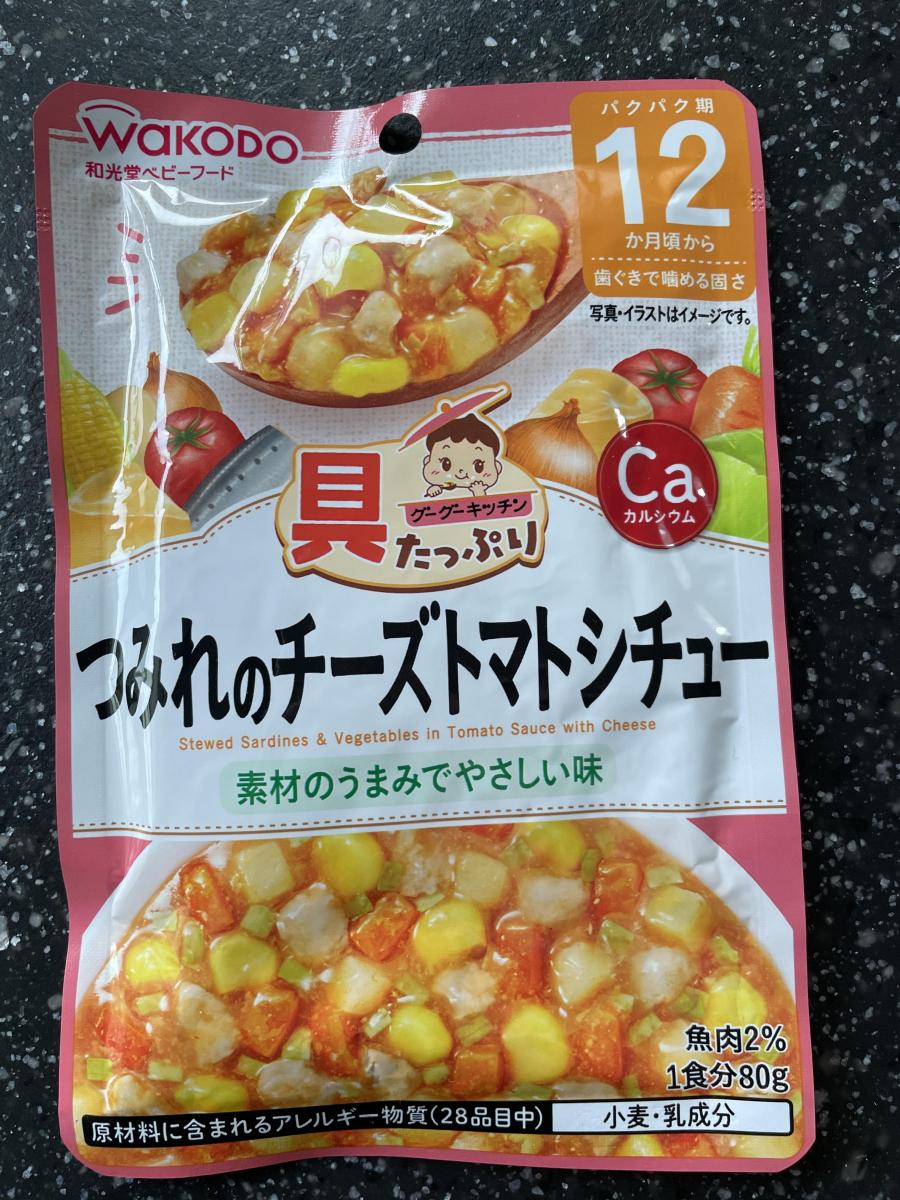 WAKODO
和光堂ベビーフード
パクパク期
12
か月頃から
歯ぐきで噛める固さ
写真・イラストはイメージです。
具
グーグーキッチン
たっぷり
Ca
カルシウム
つみれのチーズトマトシチュー
Stewed Sardines & Vegetables in Tomato Sauce with Cheese
素材のうまみでやさしい味
魚肉2%
1食分80g
原材料に含まれるアレルギー物質(28品目中) 小麦・乳成分